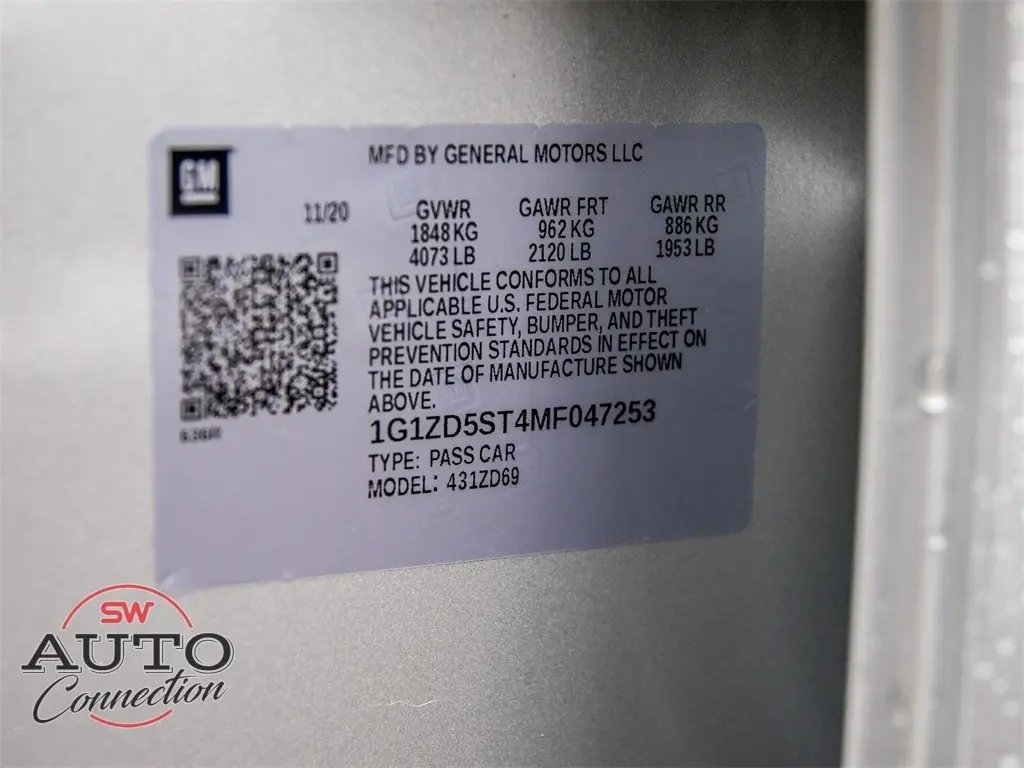 GM
MFD BY GENERAL MOTORS LLC
11/20
GVWR GAWR FRT GAWR RR
1848 KG 962 KG 886 KG
4073 LB 2120 LB 1953 LB
THIS VEHICLE CONFORMS TO ALL
APPLICABLE U.S. FEDERAL MOTOR
VEHICLE SAFETY, BUMPER, AND THEFT
PREVENTION STANDARDS IN EFFECT ON
THE DATE OF MANUFACTURE SHOWN
ABOVE.
1G1ZD5ST4MF047253
TYPE: PASS CAR
MODEL: 431ZD69
SW
AUTO
Connection